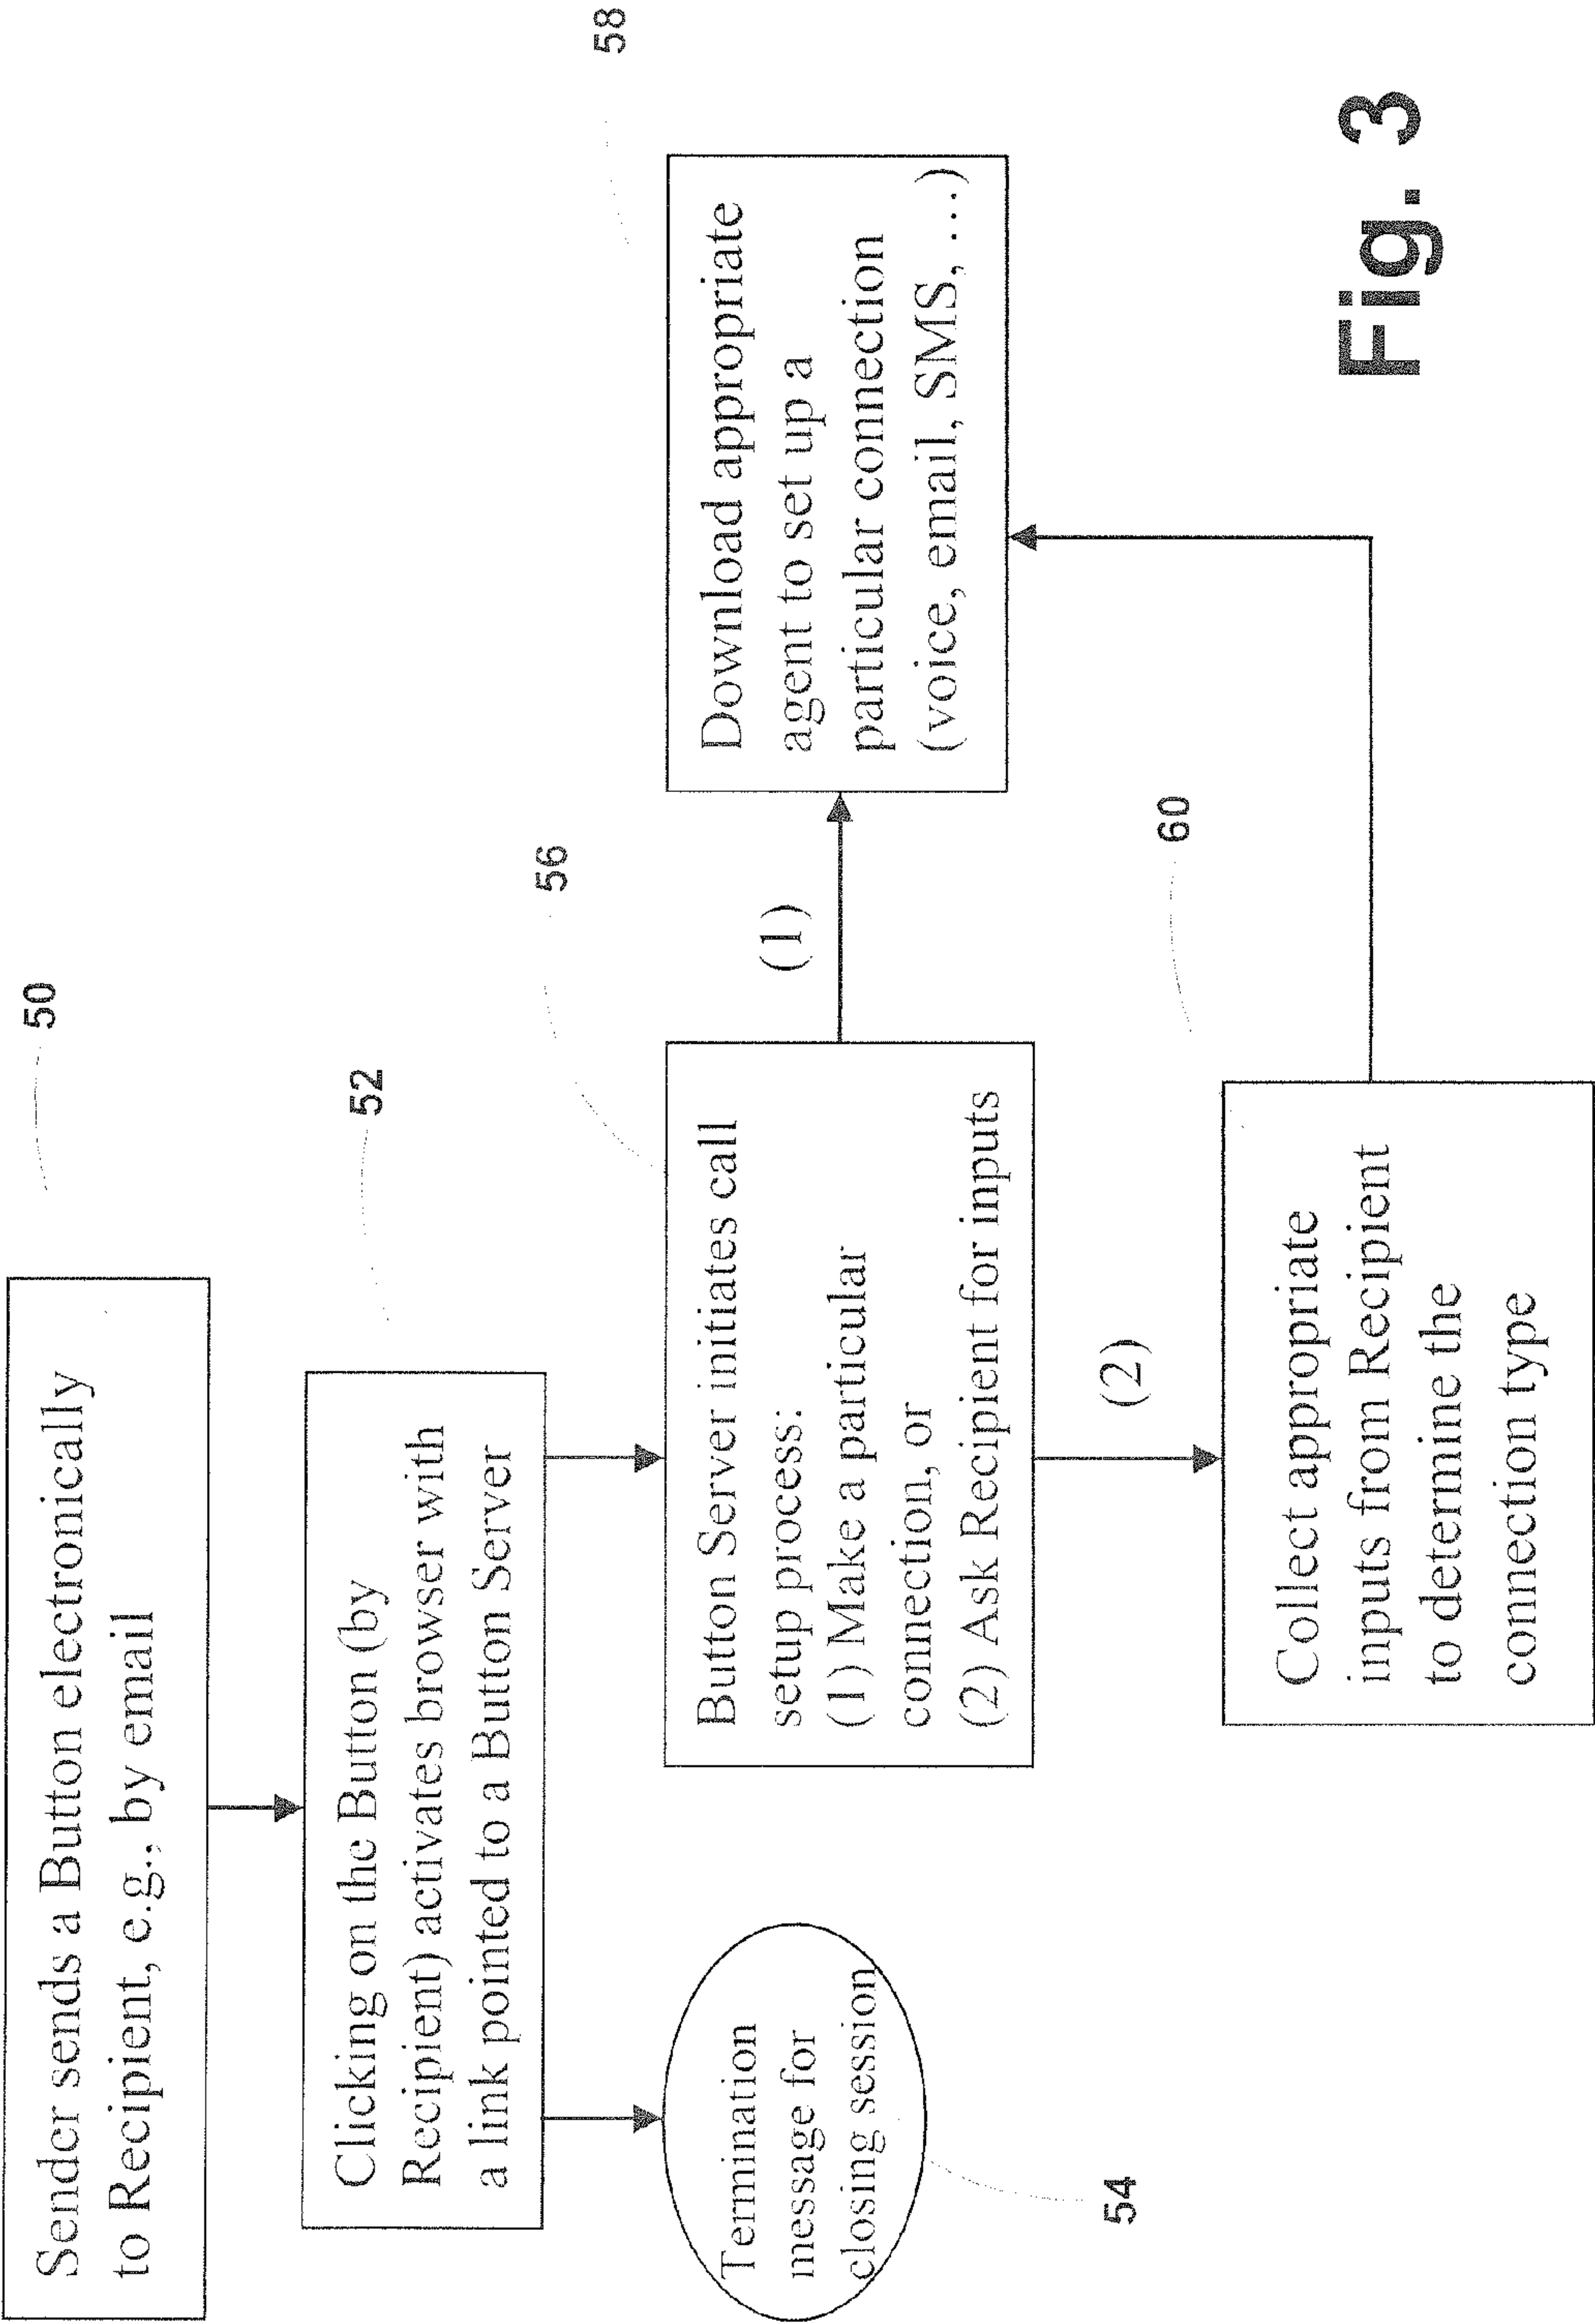 50
Sender sends a Button electronically
to Recipient, e.g., by email
52
Clicking on the Button (by
Recipient) activates browser with
a link pointed to a Button Server
54
Termination
message for
closing session
56
Button Server initiates call
setup process:
(1) Make a particular
connection, or
(2) Ask Recipient for inputs
(1)
58
Download appropriate
agent to set up a
particular connection
(voice, email, SMS, ...)
(2)
60
Collect appropriate
inputs from Recipient
to determine the
connection type
Fig. 3